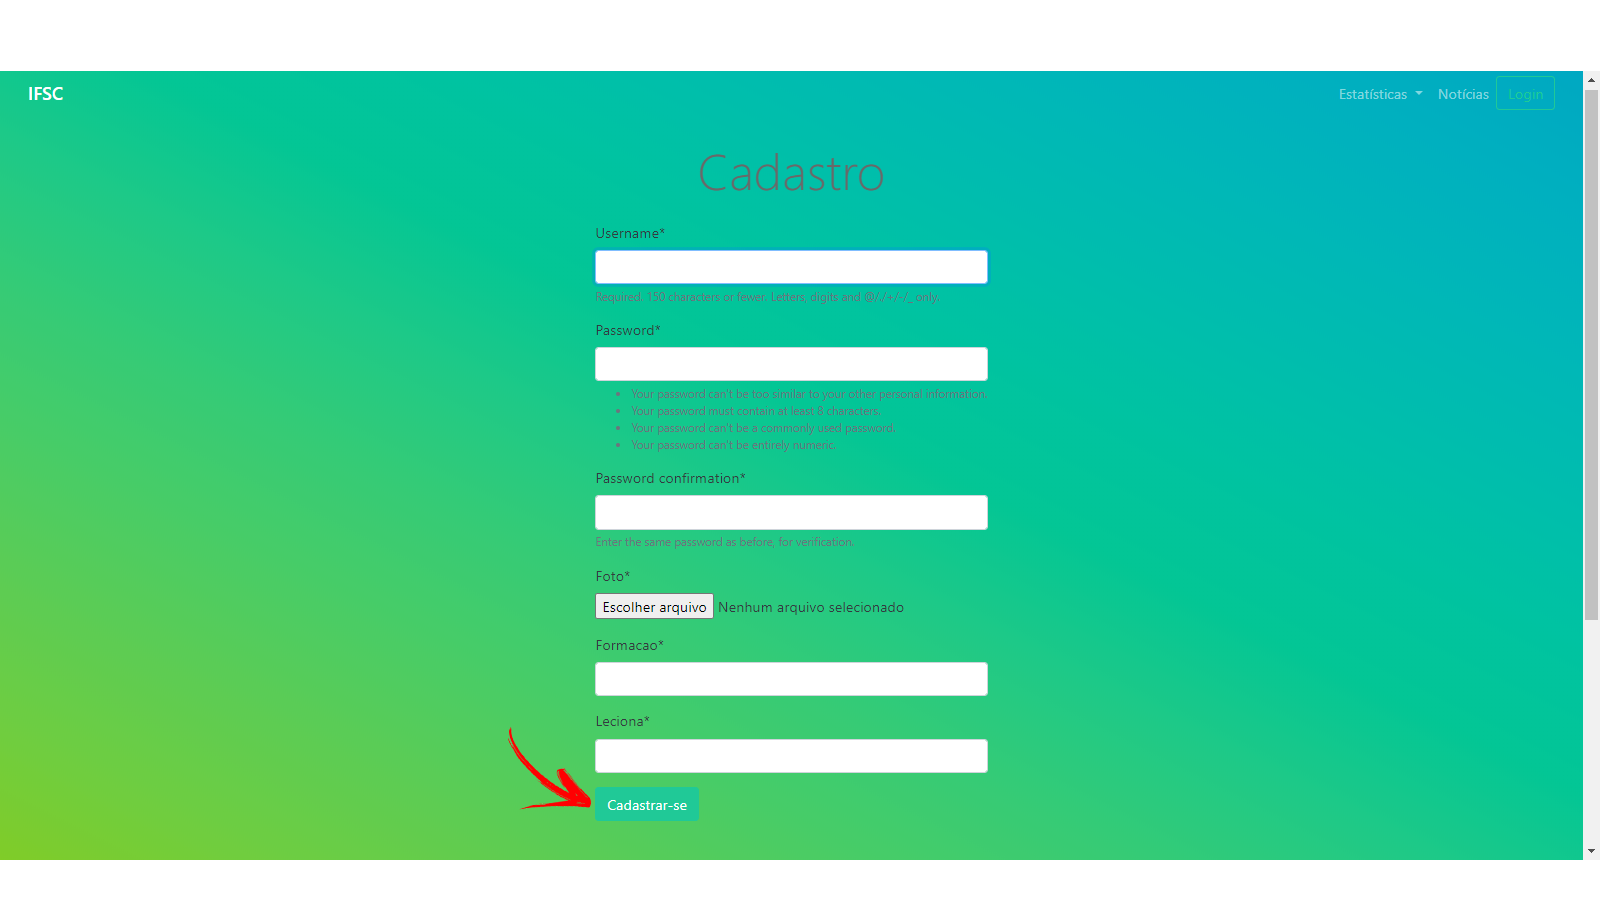 IFSC
Estatísticas
Notícias
Login
Cadastro
Username*
Required. 150 characters or fewer. Letters, digits and @/./+/-/_ only.
Password*
Your password can't be too similar to your other personal information.
Your password must contain at least 8 characters.
Your password can't be a commonly used password.
Your password can't be entirely numeric.
Password confirmation*
Enter the same password as before, for verification.
Foto*
Escolher arquivo Nenhum arquivo selecionado
Formacao*
Leciona*
Cadastrar-se